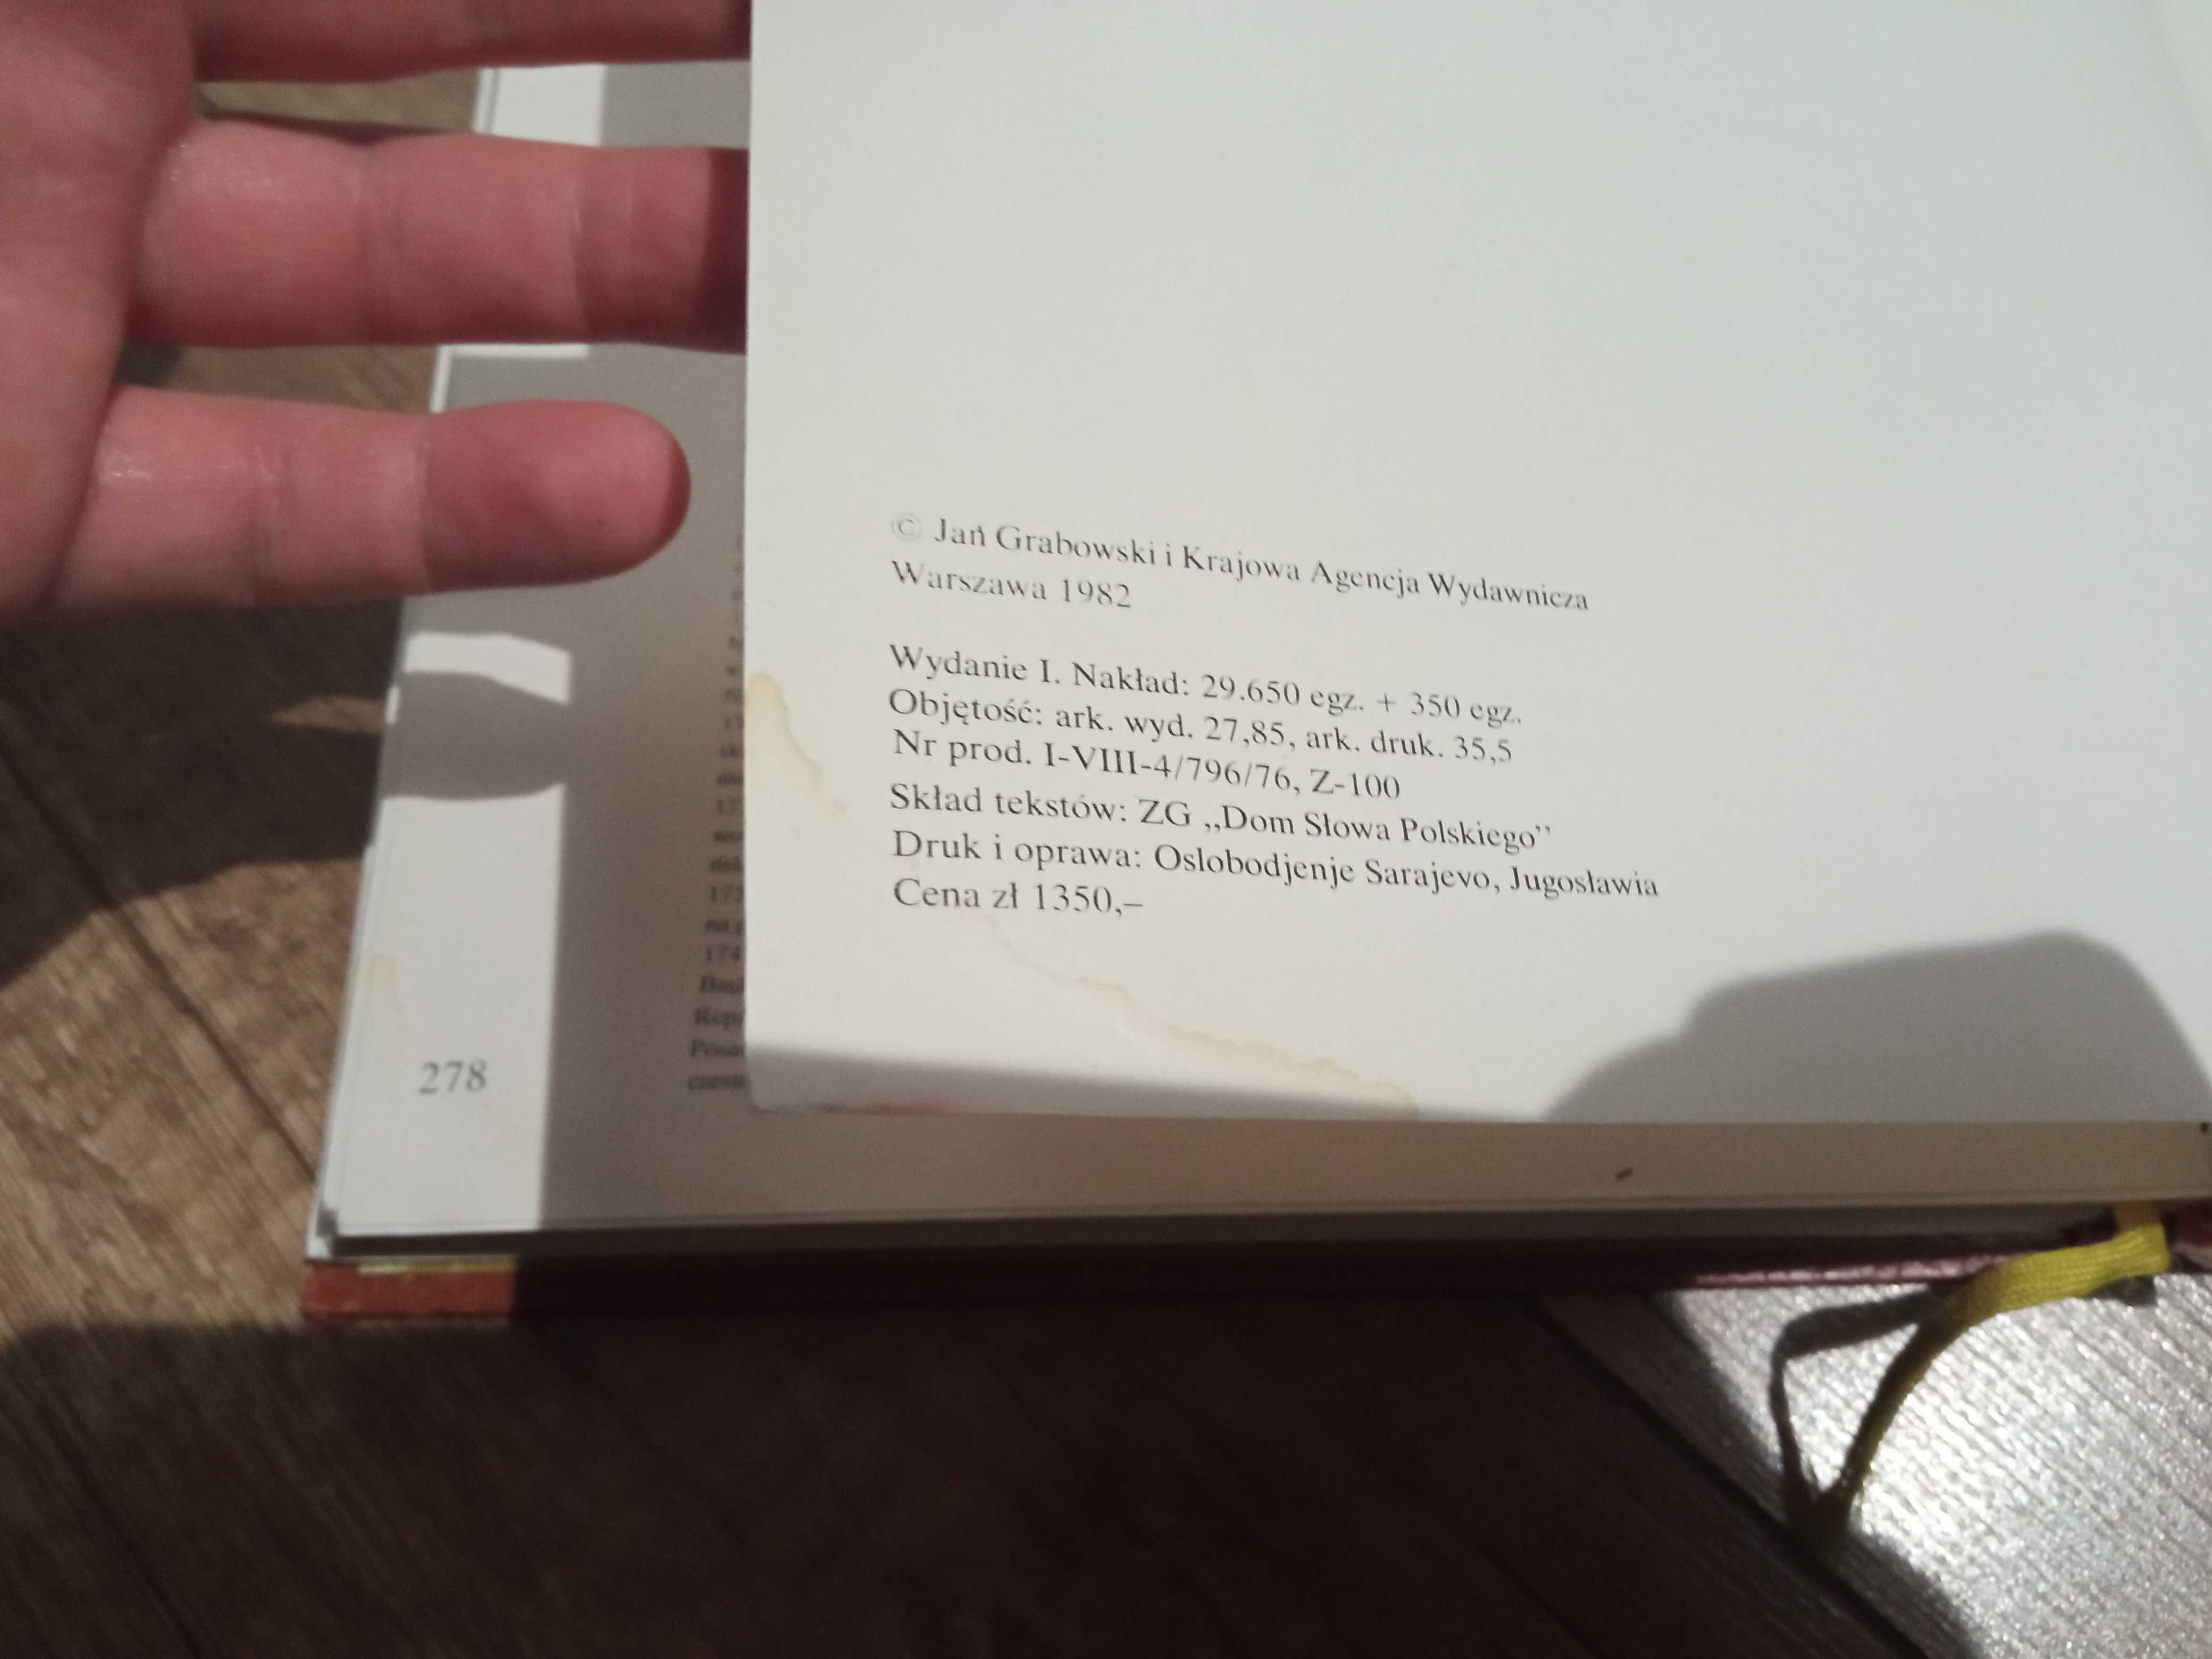 © Jan Grabowski i Krajowa Agencja Wydawnicza
Warszawa 1982
Wydanie I. Nakład: 29.650 egz. + 350 egz.
Objętość: ark. wyd. 27,85, ark. druk. 35,5
Nr prod. I-VIII-4/796/76, Z-100
Skład tekstów: ZG „Dom Słowa Polskiego”
Druk i oprawa: Oslobodjenje Sarajevo, Jugosławia
Cena zł 1350,–
174
278